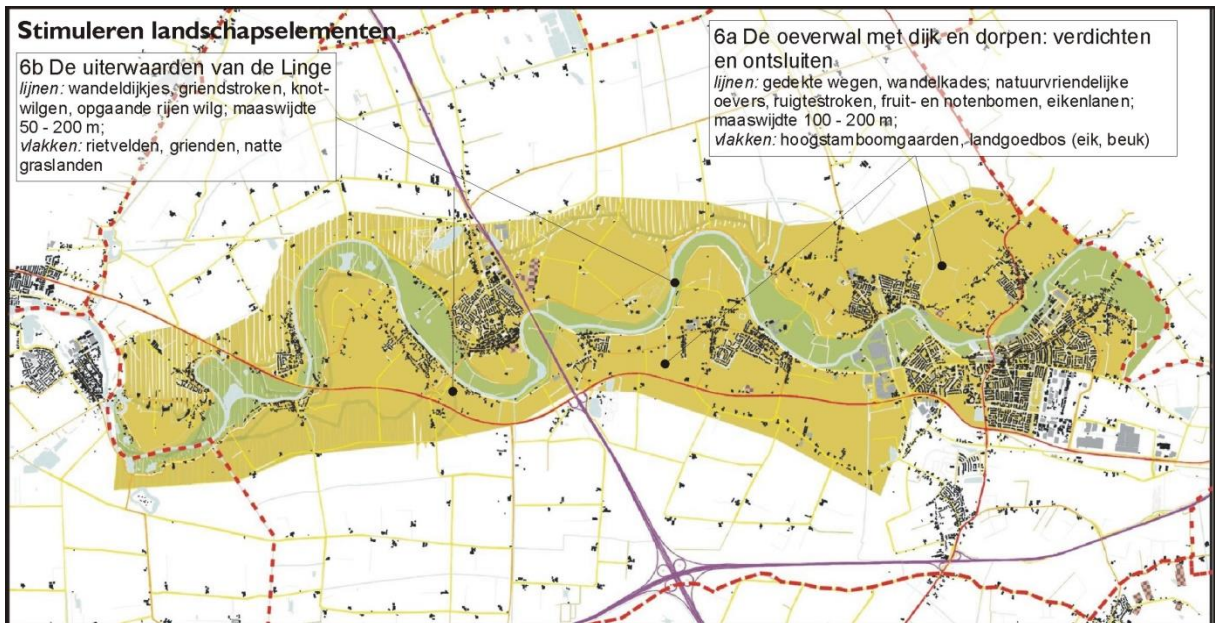 Stimuleren landschapselementen
6b De uiterwaarden van de Linge
lijnen: wandeldijkjes, griendstroken, knot-
wilgen, opgaande rijen wilg; maaswijdte
50 - 200 m;
vlakken: rietvelden, grienden, natte
graslanden
6a De oeverwal met dijk en dorpen: verdichten
en ontsluiten
lijnen: gedekte wegen, wandelkades; natuurvriendelijke
oevers, ruigtestroken, fruit- en notenbomen, eikenlanen;
maaswijdte 100 - 200 m;
vlakken: hoogstamboomgaarden, landgoedbos (eik, beuk)